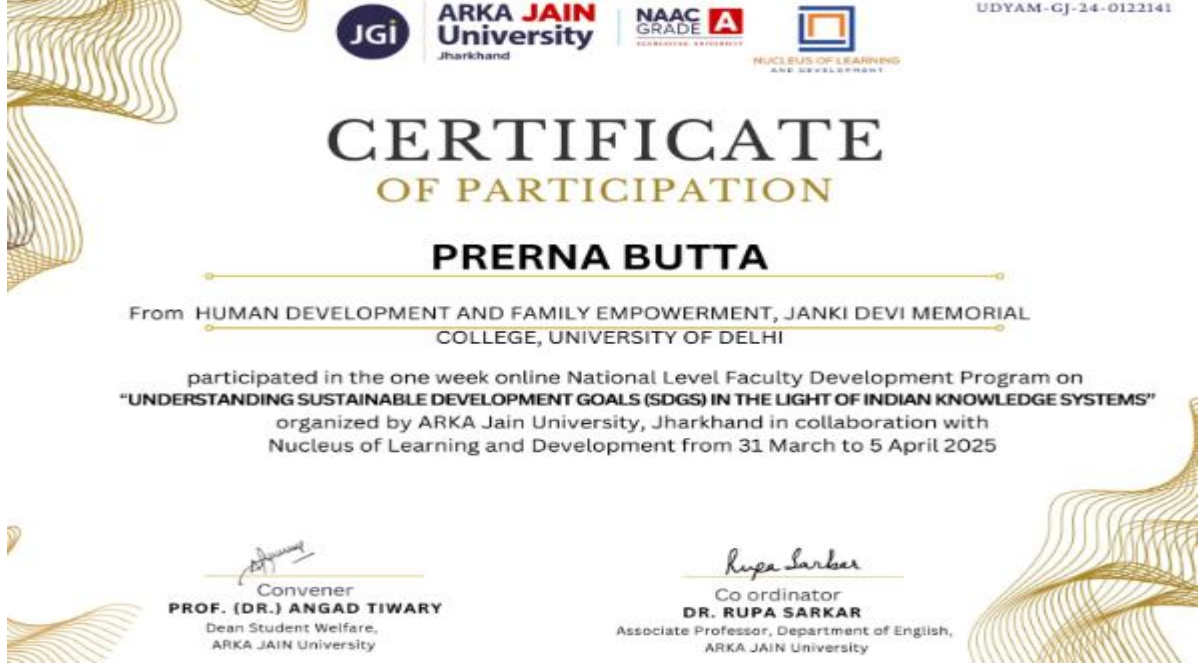 UDYAM-GJ-24-0122141
JGi
ARKA JAIN
University
Jharkhand
NAAC
GRADE A
ACCREDITED UNIVERSITY
NUCLEUS OF LEARNING
AND DEVELOPMENT
CERTIFICATE
OF PARTICIPATION
PRERNA BUTTA
From HUMAN DEVELOPMENT AND FAMILY EMPOWERMENT, JANKI DEVI MEMORIAL
COLLEGE, UNIVERSITY OF DELHI
participated in the one week online National Level Faculty Development Program on
“UNDERSTANDING SUSTAINABLE DEVELOPMENT GOALS (SDGS) IN THE LIGHT OF INDIAN KNOWLEDGE SYSTEMS”
organized by ARKA Jain University, Jharkhand in collaboration with
Nucleus of Learning and Development from 31 March to 5 April 2025
Convener
PROF. (DR.) ANGAD TIWARY
Dean Student Welfare,
ARKA JAIN University
Rupa Sarkar
Co ordinator
DR. RUPA SARKAR
Associate Professor, Department of English,
ARKA JAIN University